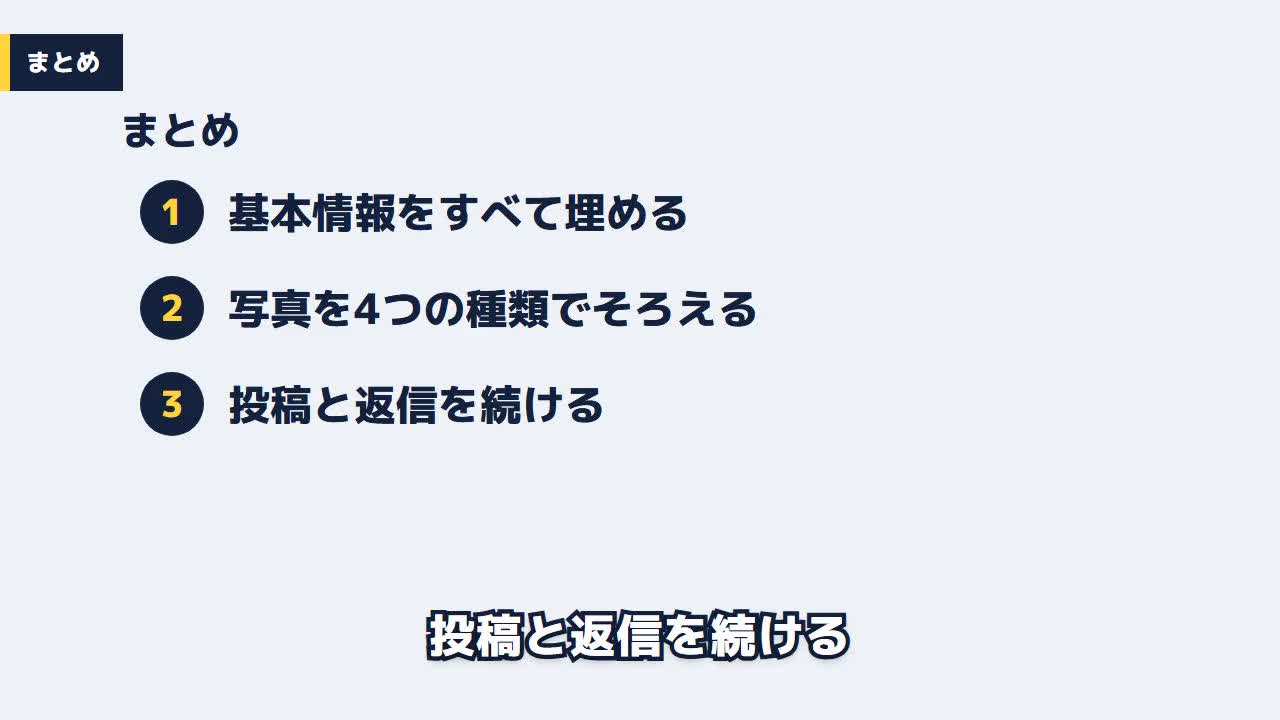 まとめ
まとめ
1 基本情報をすべて埋める
2 写真を4つの種類でそろえる
3 投稿と返信を続ける
投稿と返信を続ける